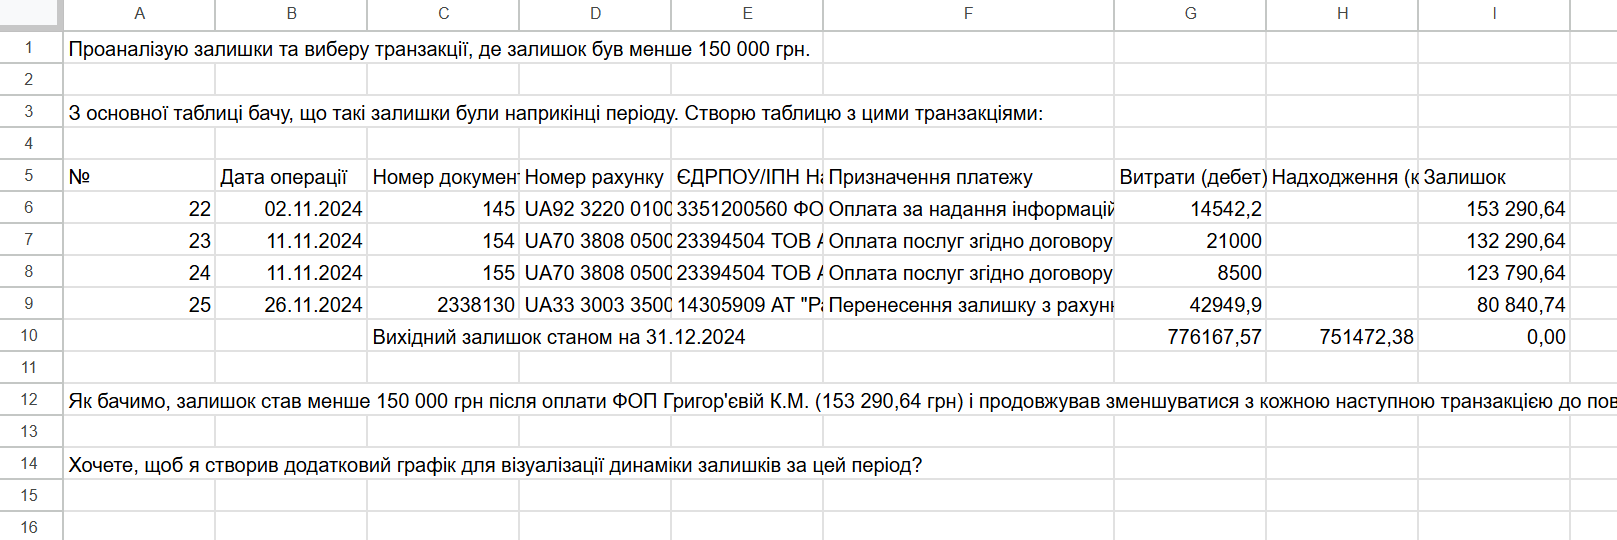 A B C D E F G H I
1 Проаналізую залишки та виберу транзакції, де залишок був менше 150 000 грн.
2
3 З основної таблиці бачу, що такі залишки були наприкінці періоду. Створю таблицю з цими транзакціями:
4
5 № Дата операції Номер документ Номер рахунку ЄДРПОУ/ІПН На Призначення платежу Витрати (дебет) Надходження (к Залишок
6 22 02.11.2024 145 UA92 3220 0100 3351200560 ФО Оплата за надання інформацій 14542,2 153 290,64
7 23 11.11.2024 154 UA70 3808 0500 23394504 ТОВ А Оплата послуг згідно договору 21000 132 290,64
8 24 11.11.2024 155 UA70 3808 0500 23394504 ТОВ А Оплата послуг згідно договору 8500 123 790,64
9 25 26.11.2024 2338130 UA33 3003 3500 14305909 АТ "Ра Перенесення залишку з рахунк 42949,9 80 840,74
10 Вихідний залишок станом на 31.12.2024 776167,57 751472,38 0,00
11
12 Як бачимо, залишок став менше 150 000 грн після оплати ФОП Григор'євій К.М. (153 290,64 грн) і продовжував зменшуватися з кожною наступною транзакцією до пов
13
14 Хочете, щоб я створив додатковий графік для візуалізації динаміки залишків за цей період?
15
16